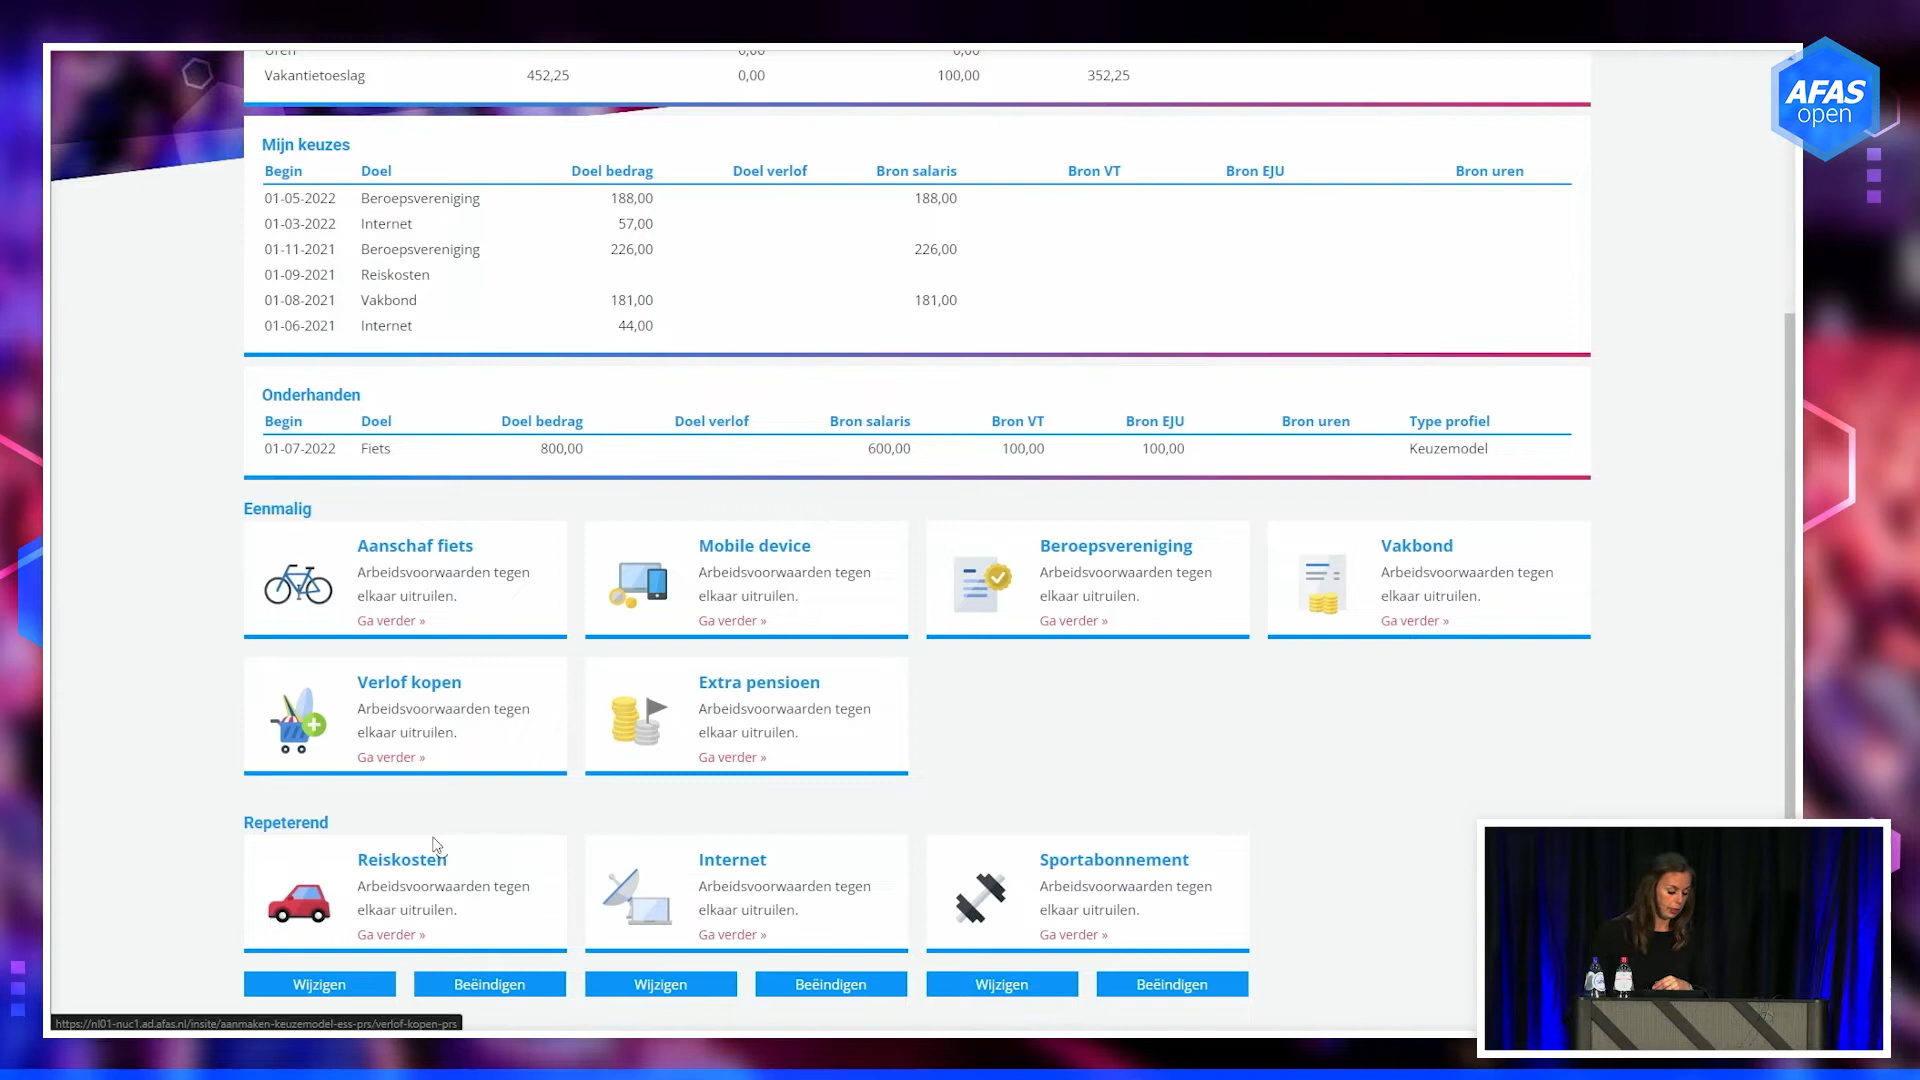 Uren 0,00 0,00
Vakantietoeslag 452,25 0,00 100,00 352,25
AFAS
open
Mijn keuzes
Begin Doel Doel bedrag Doel verlof Bron salaris Bron VT Bron EJU Bron uren
01-05-2022 Beroepsvereniging 188,00 188,00
01-03-2022 Internet 57,00
01-11-2021 Beroepsvereniging 226,00 226,00
01-09-2021 Reiskosten
01-08-2021 Vakbond 181,00 181,00
01-06-2021 Internet 44,00
Onderhanden
Begin Doel Doel bedrag Doel verlof Bron salaris Bron VT Bron EJU Bron uren Type profiel
01-07-2022 Fiets 800,00 600,00 100,00 100,00 Keuzemodel
Eenmalig
Aanschaf fiets
Arbeidsvoorwaarden tegen
elkaar uitruilen.
Ga verder »
Mobile device
Arbeidsvoorwaarden tegen
elkaar uitruilen.
Ga verder »
Beroepsvereniging
Arbeidsvoorwaarden tegen
elkaar uitruilen.
Ga verder »
Vakbond
Arbeidsvoorwaarden tegen
elkaar uitruilen.
Ga verder »
Verlof kopen
Arbeidsvoorwaarden tegen
elkaar uitruilen.
Ga verder »
Extra pensioen
Arbeidsvoorwaarden tegen
elkaar uitruilen.
Ga verder »
Repeterend
Reiskosten
Arbeidsvoorwaarden tegen
elkaar uitruilen.
Ga verder »
Internet
Arbeidsvoorwaarden tegen
elkaar uitruilen.
Ga verder »
Sportabonnement
Arbeidsvoorwaarden tegen
elkaar uitruilen.
Ga verder »
Wijzigen Beëindigen Wijzigen Beëindigen Wijzigen Beëindigen
https://nl01-nuc1.ad.afas.nl/insite/aanmaken-keuzemodel-ess-prs/verlof-kopen-prs